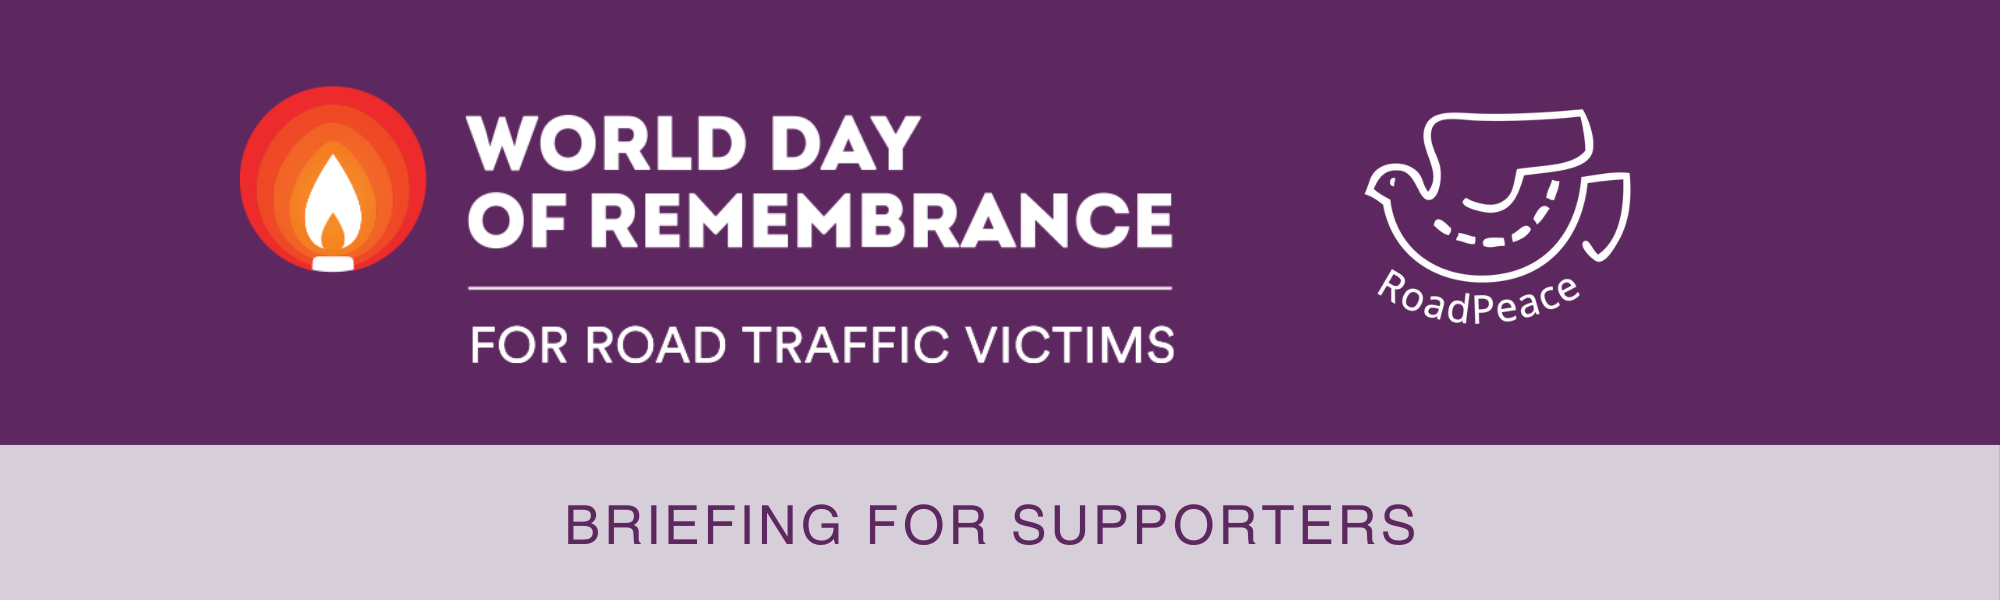 WORLD DAY
OF REMEMBRANCE
FOR ROAD TRAFFIC VICTIMS
RoadPeace
BRIEFING FOR SUPPORTERS